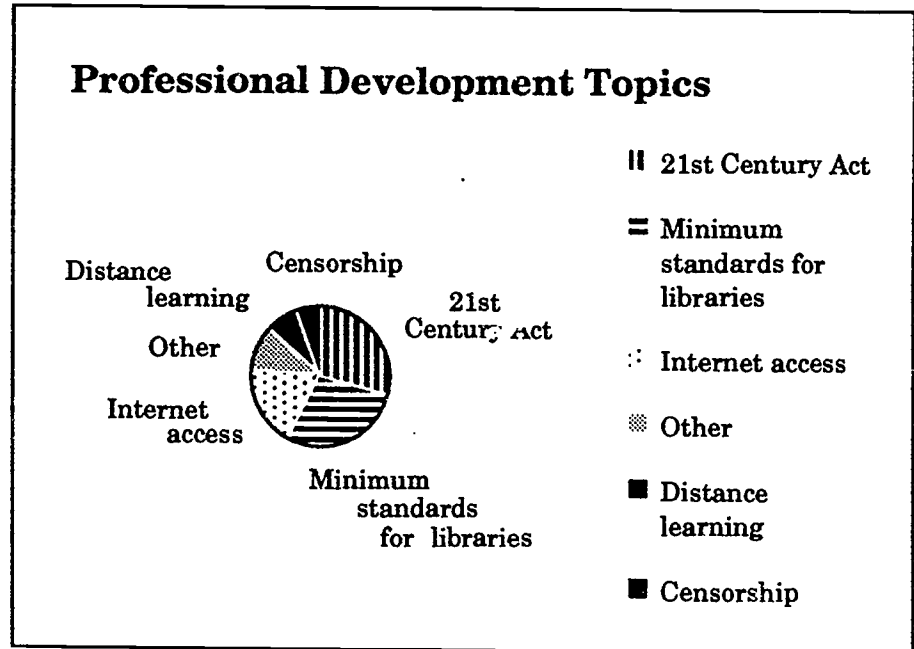 Professional Development Topics
21st Century Act
Minimum
standards for
libraries
Internet access
Other
Distance
learning
Censorship
Censorship
Distance
learning
21st
Century Act
Other
Internet
access
Minimum
standards
for libraries